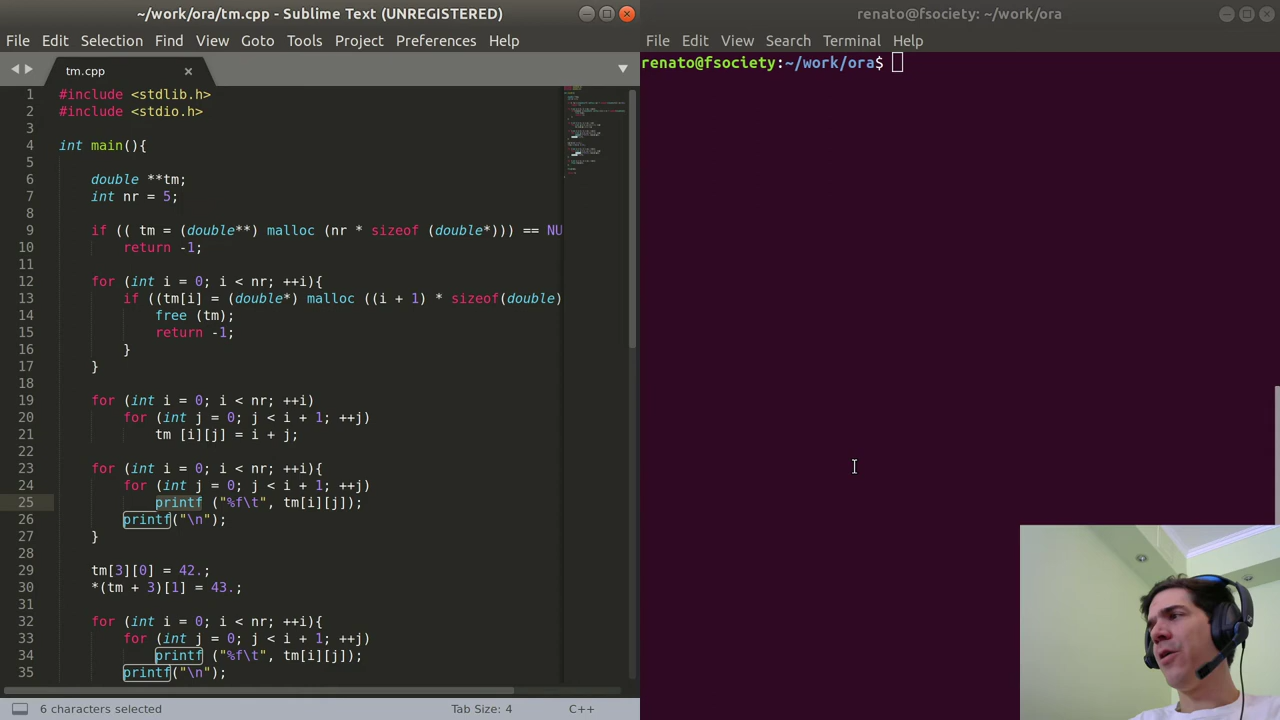 ~/work/ora/tm.cpp - Sublime Text (UNREGISTERED)
File Edit Selection Find View Goto Tools Project Preferences Help
tm.cpp
1 #include <stdlib.h>
2 #include <stdio.h>
3
4 int main(){
5
6 double **tm;
7 int nr = 5;
8
9 if (( tm = (double**) malloc (nr * sizeof (double*))) == NU
10 return -1;
11
12 for (int i = 0; i < nr; ++i){
13 if ((tm[i] = (double*) malloc ((i + 1) * sizeof(double)
14 free (tm);
15 return -1;
16 }
17 }
18
19 for (int i = 0; i < nr; ++i)
20 for (int j = 0; j < i + 1; ++j)
21 tm [i][j] = i + j;
22
23 for (int i = 0; i < nr; ++i){
24 for (int j = 0; j < i + 1; ++j)
25 printf ("%f\t", tm[i][j]);
26 printf("\n");
27 }
28
29 tm[3][0] = 42.;
30 *(tm + 3)[1] = 43.;
31
32 for (int i = 0; i < nr; ++i){
33 for (int j = 0; j < i + 1; ++j)
34 printf ("%f\t", tm[i][j]);
35 printf("\n");
6 characters selected
Tab Size: 4
C++
renato@fsociety: ~/work/ora
File Edit View Search Terminal Help
renato@fsociety:~/work/ora$